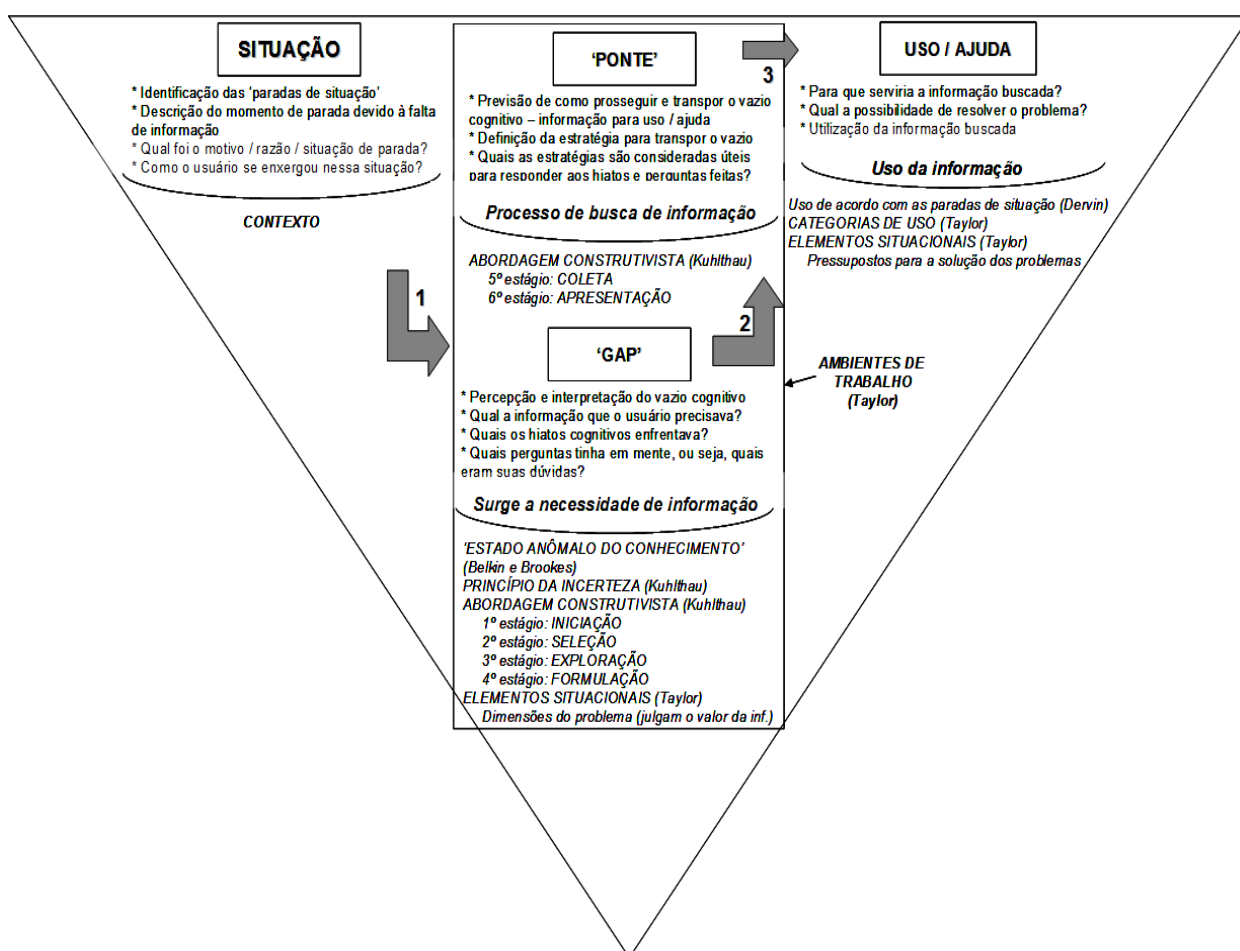 SITUAÇÃO
* Identificação das ‘paradas de situação’
* Descrição do momento de parada devido à falta
de informação
* Qual foi o motivo / razão / situação de parada?
* Como o usuário se enxergou nessa situação?
CONTEXTO
1
‘PONTE’
* Previsão de como prosseguir e transpor o vazio
cognitivo – informação para uso / ajuda
* Definição da estratégia para transpor o vazio
* Quais as estratégias são consideradas úteis
para responder aos hiatos e perguntas feitas?
Processo de busca de informação
ABORDAGEM CONSTRUTIVISTA (Kuhlthau)
5º estágio: COLETA
6º estágio: APRESENTAÇÃO
2
‘GAP’
* Percepção e interpretação do vazio cognitivo
* Qual a informação que o usuário precisava?
* Quais os hiatos cognitivos enfrentava?
* Quais perguntas tinha em mente, ou seja, quais
eram suas dúvidas?
Surge a necessidade de informação
‘ESTADO ANÔMALO DO CONHECIMENTO’
(Belkin e Brookes)
PRINCÍPIO DA INCERTEZA (Kuhlthau)
ABORDAGEM CONSTRUTIVISTA (Kuhlthau)
1º estágio: INICIAÇÃO
2º estágio: SELEÇÃO
3º estágio: EXPLORAÇÃO
4º estágio: FORMULAÇÃO
ELEMENTOS SITUACIONAIS (Taylor)
Dimensões do problema (julgam o valor da inf.)
3
USO / AJUDA
* Para que serviria a informação buscada?
* Qual a possibilidade de resolver o problema?
* Utilização da informação buscada
Uso da informação
Uso de acordo com as paradas de situação (Dervin)
CATEGORIAS DE USO (Taylor)
ELEMENTOS SITUACIONAIS (Taylor)
Pressupostos para a solução dos problemas
AMBIENTES DE
TRABALHO
(Taylor)